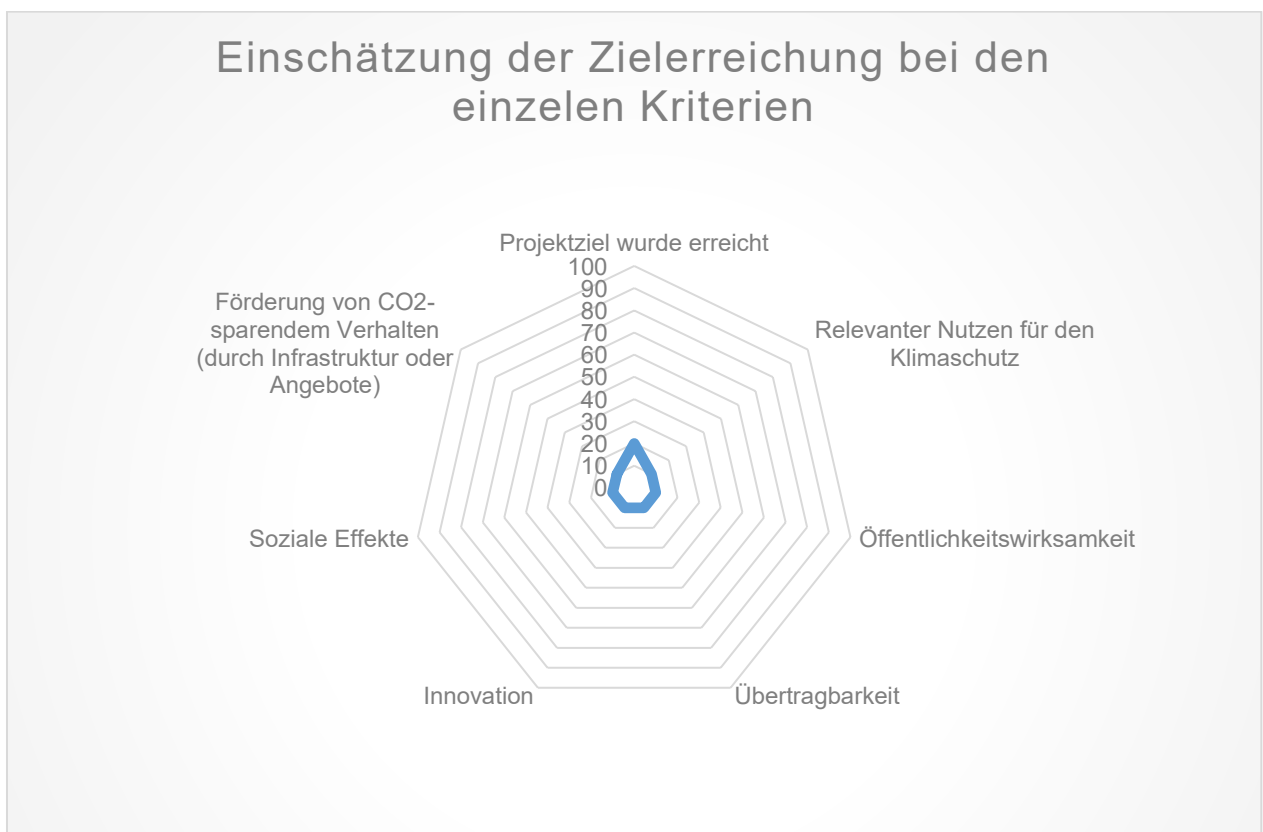 Einschätzung der Zielerreichung bei den
einzelen Kriterien
Projektziel wurde erreicht
100
90
80
70
60
50
40
30
20
10
0
Relevanter Nutzen für den
Klimaschutz
Öffentlichkeitswirksamkeit
Übertragbarkeit
Innovation
Soziale Effekte
Förderung von CO2-
sparendem Verhalten
(durch Infrastruktur oder
Angebote)